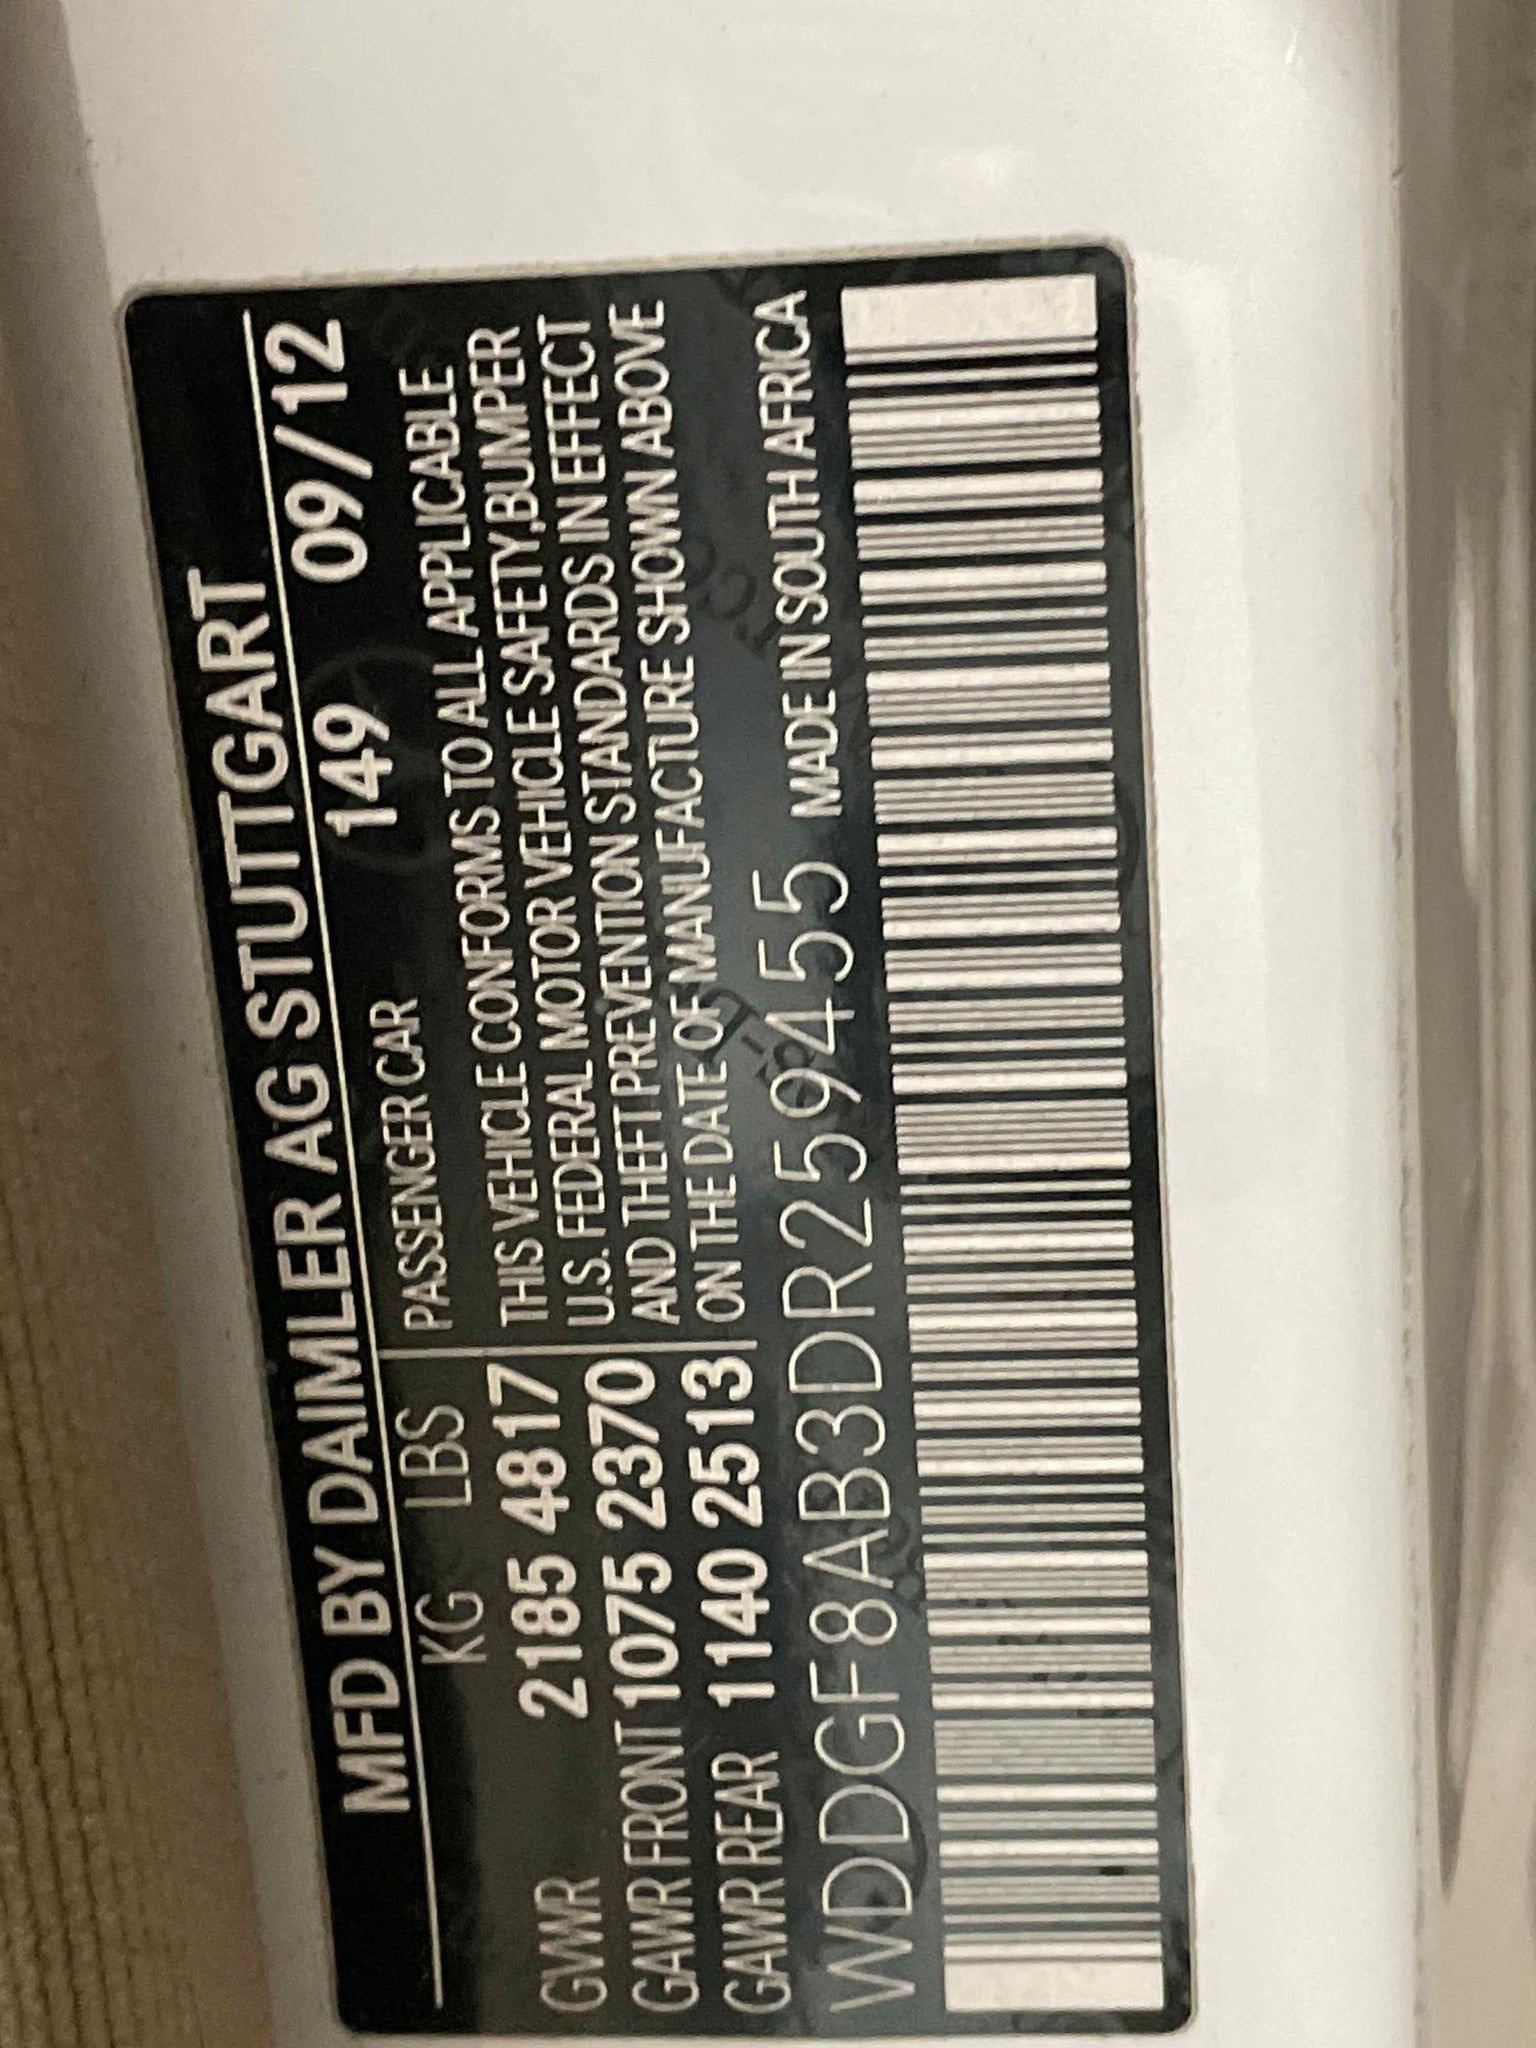 MFD BY DAIMLER AG STUTTGART
149 09/12
KG LBS PASSENGER CAR
GVWR 2185 4817
GAWR FRONT 1075 2370
GAWR REAR 1140 2513
THIS VEHICLE CONFORMS TO ALL APPLICABLE
U.S. FEDERAL MOTOR VEHICLE SAFETY,BUMPER
AND THEFT PREVENTION STANDARDS IN EFFECT
ON THE DATE OF MANUFACTURE SHOWN ABOVE
WDDGF8AB3DR259455 MADE IN SOUTH AFRICA